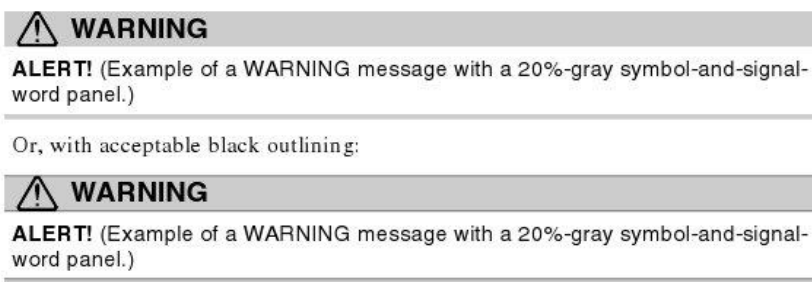 WARNING
ALERT! (Example of a WARNING message with a 20%-gray symbol-and-signal-
word panel.)
Or, with acceptable black outlining:
WARNING
ALERT! (Example of a WARNING message with a 20%-gray symbol-and-signal-
word panel.)